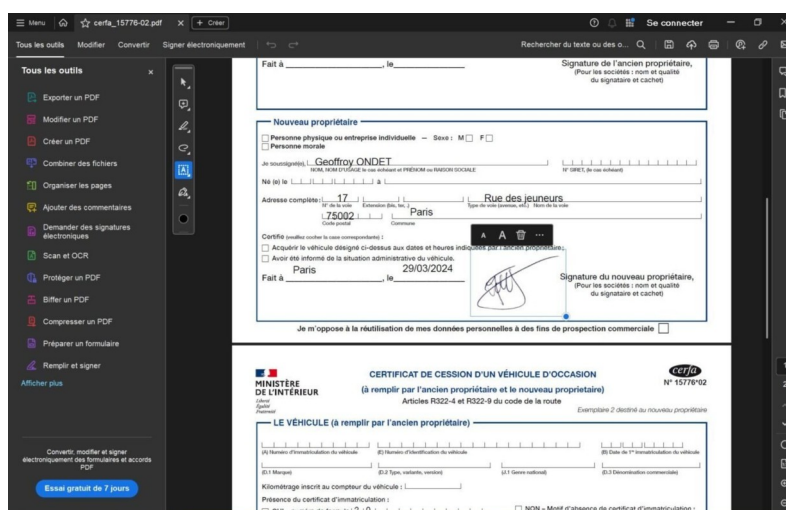 Menu
cerfa_15776-02.pdf
+ Créer
Se connecter
Tous les outils Modifier Convertir Signer électroniquement
Rechercher du texte ou des o...
Tous les outils
Exporter un PDF
Modifier un PDF
Créer un PDF
Combiner des fichiers
Organiser les pages
Ajouter des commentaires
Demander des signatures électroniques
Scan et OCR
Protéger un PDF
Biffer un PDF
Compresser un PDF
Préparer un formulaire
Remplir et signer
Afficher plus
Convertir, modifier et signer
électroniquement des formulaires et accords
PDF
Essai gratuit de 7 jours
Fait à , le
Signature de l'ancien propriétaire,
(Pour les sociétés : nom et qualité
du signataire et cachet)
Nouveau propriétaire
Personne physique ou entreprise individuelle – Sexe : M F
Personne morale
Je soussigné(e), Geoffroy ONDET
NOM, NOM D'USAGE le cas échéant et PRÉNOM ou RAISON SOCIALE N° SIRET, (le cas échéant)
Né (e) le à
Adresse complète : 17 Rue des jeuneurs
N° de la voie Extension (bis, ter, .) Type de voie (avenue, etc.) Nom de la voie
75002 Paris
Code postal Commune
Certifie (veuillez cocher la case correspondante) :
Acquérir le véhicule désigné ci-dessus aux dates et heures indiquées par l'ancien propriétaire;
Avoir été informé de la situation administrative du véhicule.
Fait à Paris , le 29/03/2024
Signature du nouveau propriétaire,
(Pour les sociétés : nom et qualité
du signataire et cachet)
Je m'oppose à la réutilisation de mes données personnelles à des fins de prospection commerciale
MINISTÈRE
DE L'INTÉRIEUR
Liberté
Égalité
Fraternité
CERTIFICAT DE CESSION D'UN VÉHICULE D'OCCASION
(à remplir par l'ancien propriétaire et le nouveau proprietaire)
Articles R322-4 et R322-9 du code de la route
cerfa
N° 15776*02
Exemplaire 2 destiné au nouveau propriétaire
LE VÉHICULE (à remplir par l'ancien propriétaire)
(A) Numéro d'immatriculation du véhicule (E) Numéro d'identification du véhicule (B) Date de 1re immatriculation du véhicule
(D.1 Marque) (D.2 Type, variante, version) (J.1 Genre national) (D.3 Dénomination commerciale)
Kilométrage inscrit au compteur du véhicule :
Présence du certificat d'immatriculation :
NON – Motif d'absence de certificat d'immatriculation :